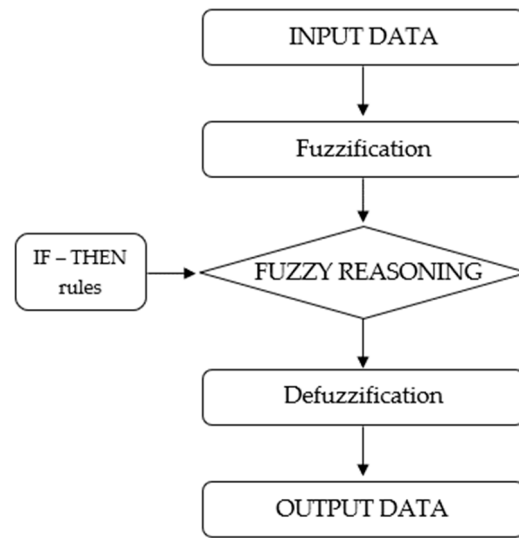 INPUT DATA
Fuzzification
IF – THEN
rules
FUZZY REASONING
Defuzzification
OUTPUT DATA